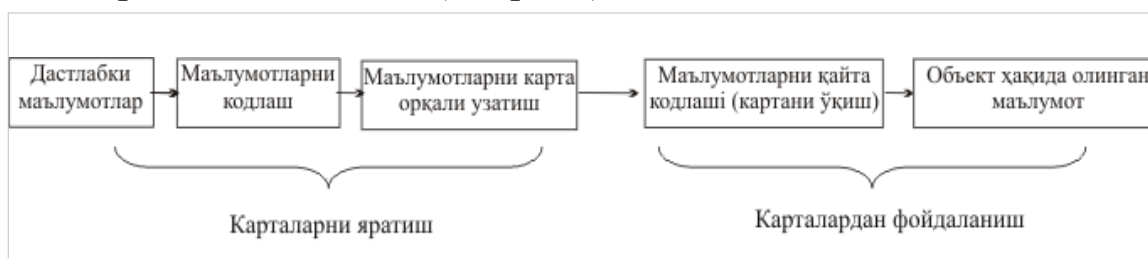 Дастлабки
маълумотлар
Маълумотларни
кодлаш
Маълумотларни карта
орқали узатиш
Маълумотларни қайта
кодлаші (картани ўқиш)
Объект ҳақида олинган
маълумот
Карталарни яратиш
Карталардан фойдаланиш